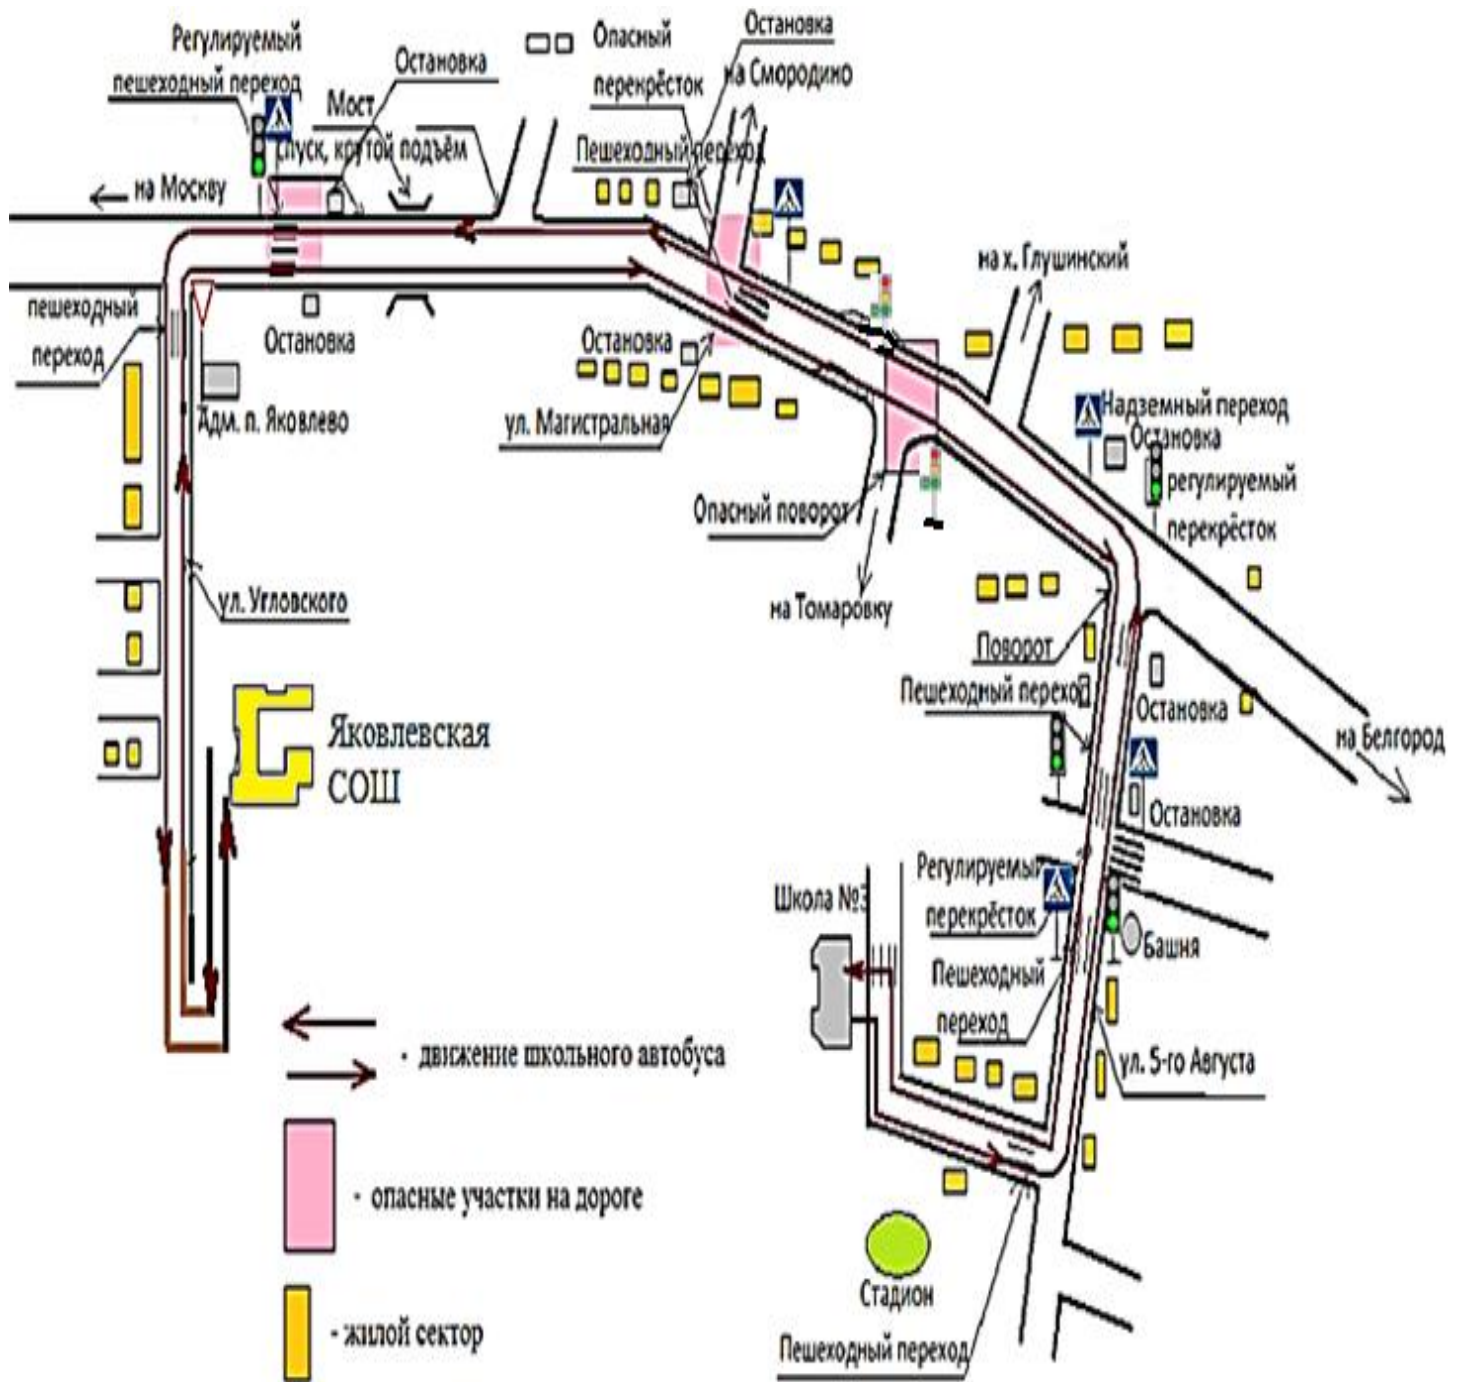 Регулируемый
пешеходный переход
Остановка
Мост
спуск, крутой подъём
на Москву
Опасный
перекрёсток
Остановка
на Смородино
Пешеходный переход
на х. Глушинский
пешеходный
переход
Остановка
Адм. п. Яковлево
Остановка
ул. Магистральная
Опасный поворот
на Томаровку
Надземный переход
Остановка
регулируемый
перекрёсток
ул. Угловского
Поворот
Пешеходный переход
Остановка
на Белгород
Яковлевская
СОШ
Остановка
Школа №3
Регулируемый
перекрёсток
Башня
Пешеходный
переход
ул. 5-го Августа
- движение школьного автобуса
- опасные участки на дороге
- жилой сектор
Стадион
Пешеходный переход